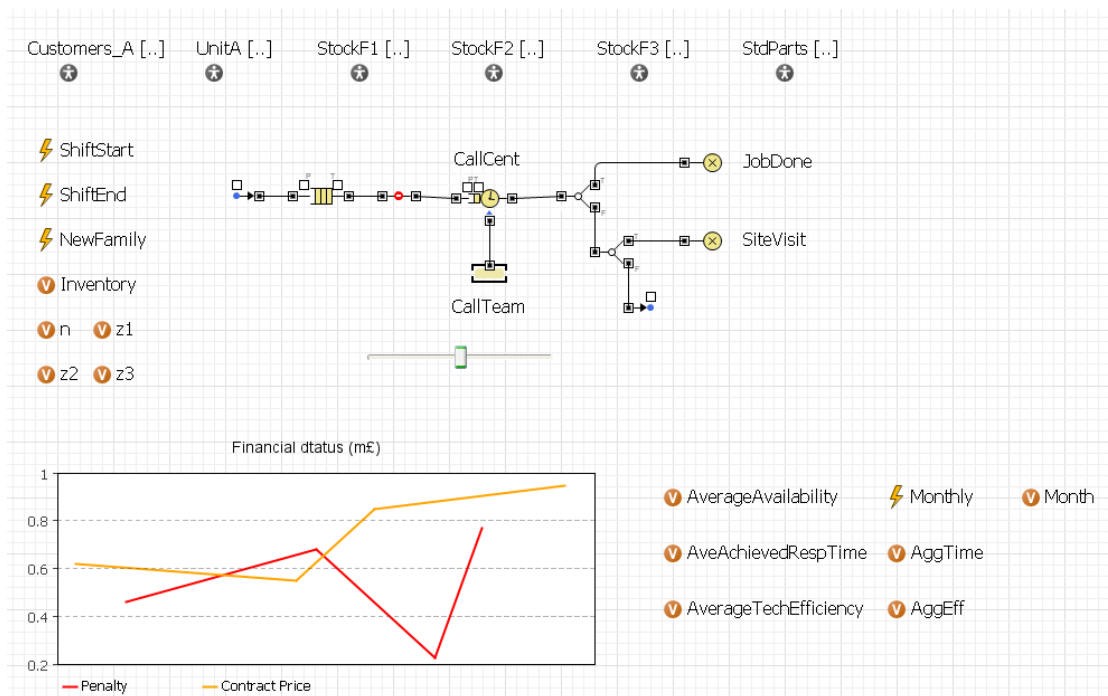 Customers_A [..] UnitA [..] StockF1 [..] StockF2 [..] StockF3 [..] StdParts [..]
ShiftStart
CallCent
JobDone
P T
PT
T
ShiftEnd
F
NewFamily
T
SiteVisit
F
V Inventory
CallTeam
V n V z1
V z2 V z3
Financial dtatus (m£)
1
0.8
0.6
0.4
0.2
Penalty Contract Price
V AverageAvailability Monthly V Month
V AveAchievedRespTime V AggTime
V AverageTechEfficiency V AggEff